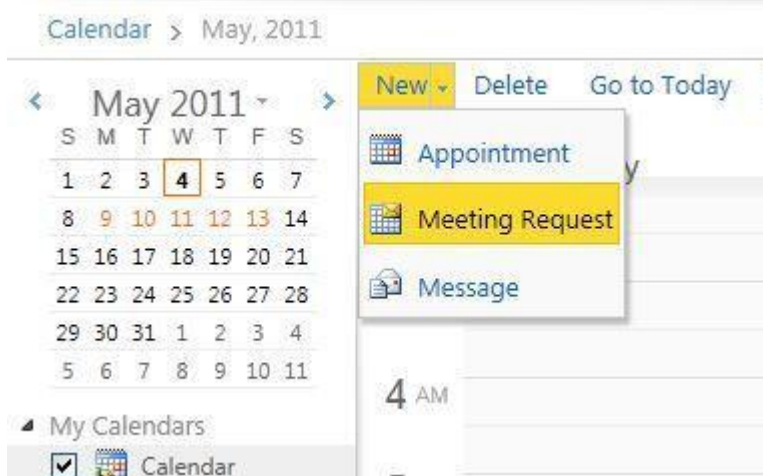 Calendar > May, 2011
May 2011
S M T W T F S
1 2 3 4 5 6 7
8 9 10 11 12 13 14
15 16 17 18 19 20 21
22 23 24 25 26 27 28
29 30 31 1 2 3 4
5 6 7 8 9 10 11
My Calendars
Calendar
New Delete Go to Today
Appointment
Meeting Request
Message
4 AM